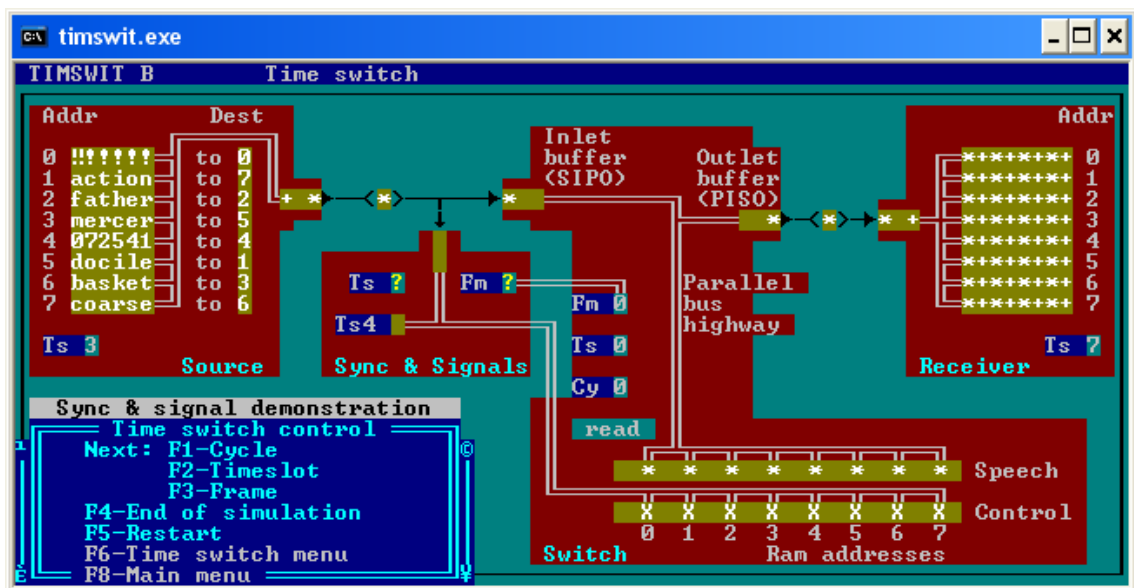 timswit.exe
TIMSWIT B Time switch
Addr Dest Addr
Inlet
buffer Outlet
(SIPO) buffer
(PISO)
0 !!!!!!! to 0 *+*+*+*+ 0
1 action to 7 *+*+*+*+ 1
2 father to 2 + * <*> * *+*+*+*+ 2
3 mercer to 5 * <*> * + *+*+*+*+ 3
4 072541 to 4 *+*+*+*+ 4
5 docile to 1 *+*+*+*+ 5
6 basket to 3 *+*+*+*+ 6
7 coarse to 6 *+*+*+*+ 7
Ts ? Fm ? Parallel
Fm 0 bus
Ts4 highway
Ts 3 Ts 0 Ts 7
Source Sync & Signals Receiver
Cy 0
Sync & signal demonstration
Time switch control
read
Next: F1-Cycle
F2-Timeslot
* * * * * * * * Speech
F3-Frame
F4-End of simulation
X X X X X X X X Control
F5-Restart
0 1 2 3 4 5 6 7
F6-Time switch menu
Switch Ram addresses
F8-Main menu